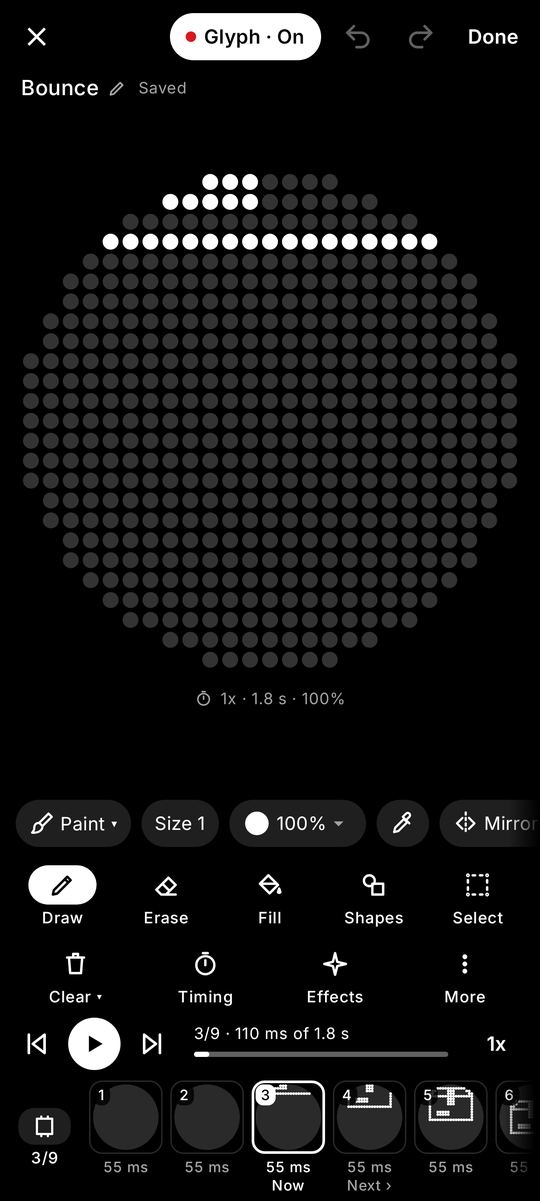 Glyph · On
Done
Bounce
Saved
1x · 1.8 s · 100%
Paint
Size 1
100%
Mirror
Draw
Erase
Fill
Shapes
Select
Clear
Timing
Effects
More
3/9 · 110 ms of 1.8 s
1x
1
2
3
4
5
6
3/9
55 ms
55 ms
55 ms
55 ms
55 ms
55
Now
Next ›